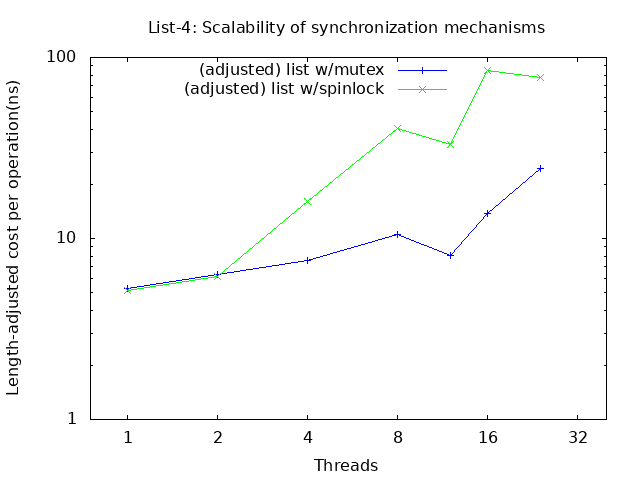 List-4: Scalability of synchronization mechanisms
100
10
1
Length-adjusted cost per operation(ns)
(adjusted) list w/mutex
(adjusted) list w/spinlock
1 2 4 8 16 32
Threads